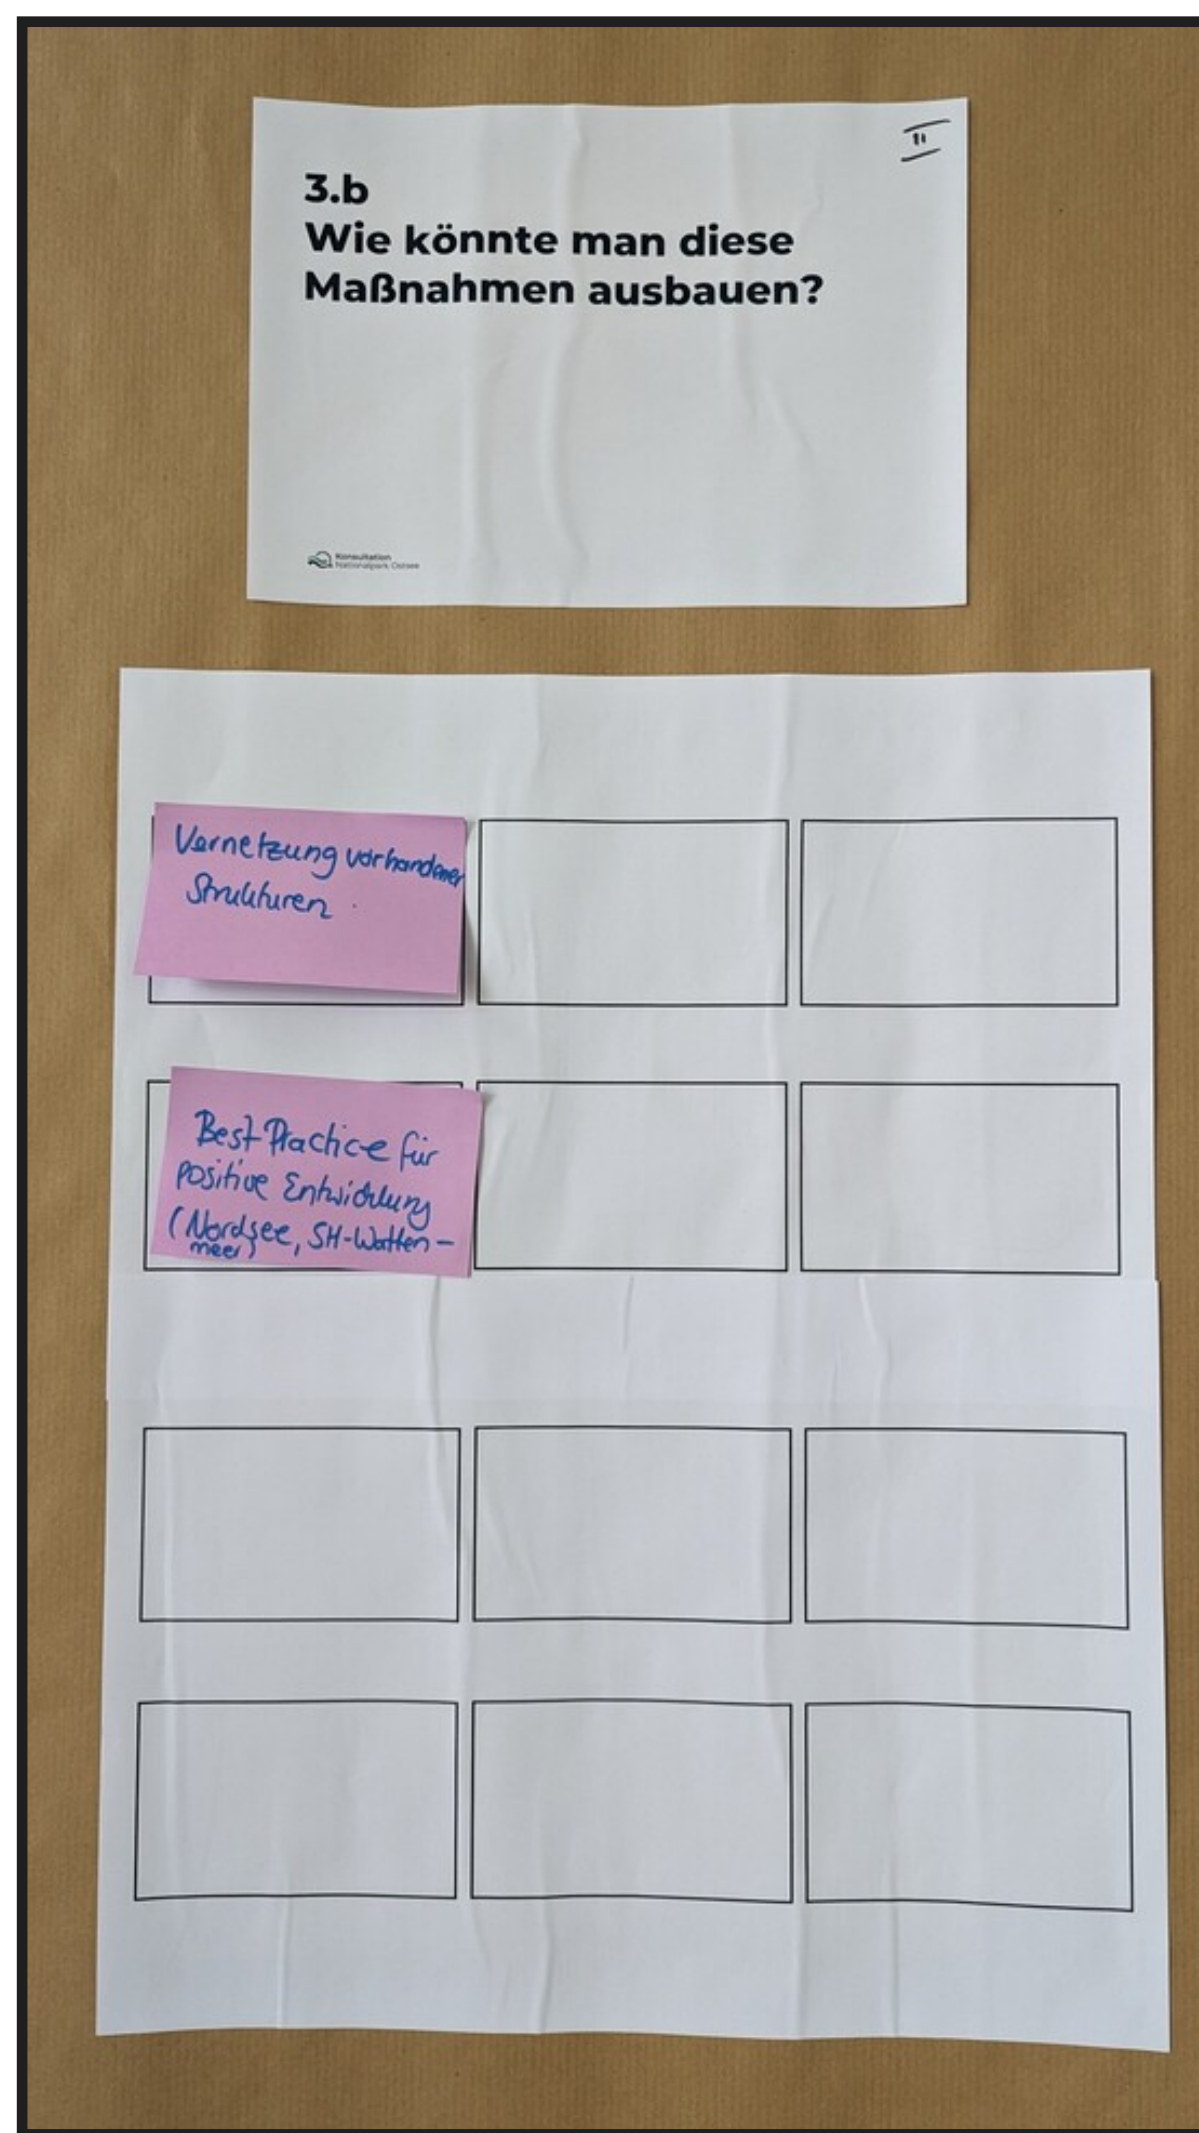 II
3.b
Wie könnte man diese
Maßnahmen ausbauen?
Konsultation
Nationalpark Ostsee
Vernetzung vorhandener
Strukturen
Best Practice für
positive Entwicklung
(Nordsee, SH-Watten-
meer)